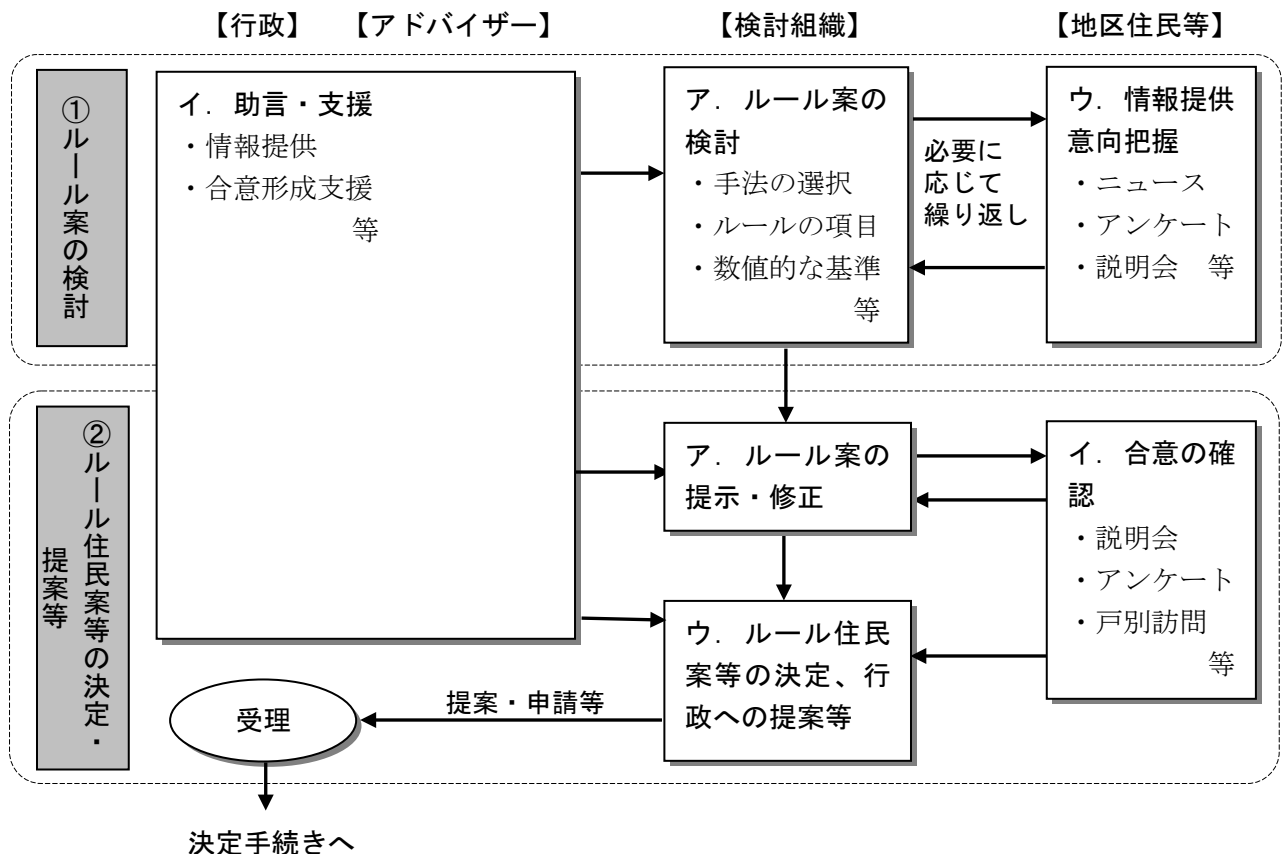 【行政】 【アドバイザー】 【検討組織】 【地区住民等】
①ルール案の検討
イ．助言・支援
・情報提供
・合意形成支援
等
ア．ルール案の
検討
・手法の選択
・ルールの項目
・数値的な基準
等
必要に
応じて
繰り返し
ウ．情報提供
意向把握
・ニュース
・アンケート
・説明会　等
②ルール住民案等の決定・
提案等
ア．ルール案の
提示・修正
イ．合意の確
認
・説明会
・アンケート
・戸別訪問
等
ウ．ルール住民
案等の決定、行
政への提案等
提案・申請等
受理
決定手続きへ